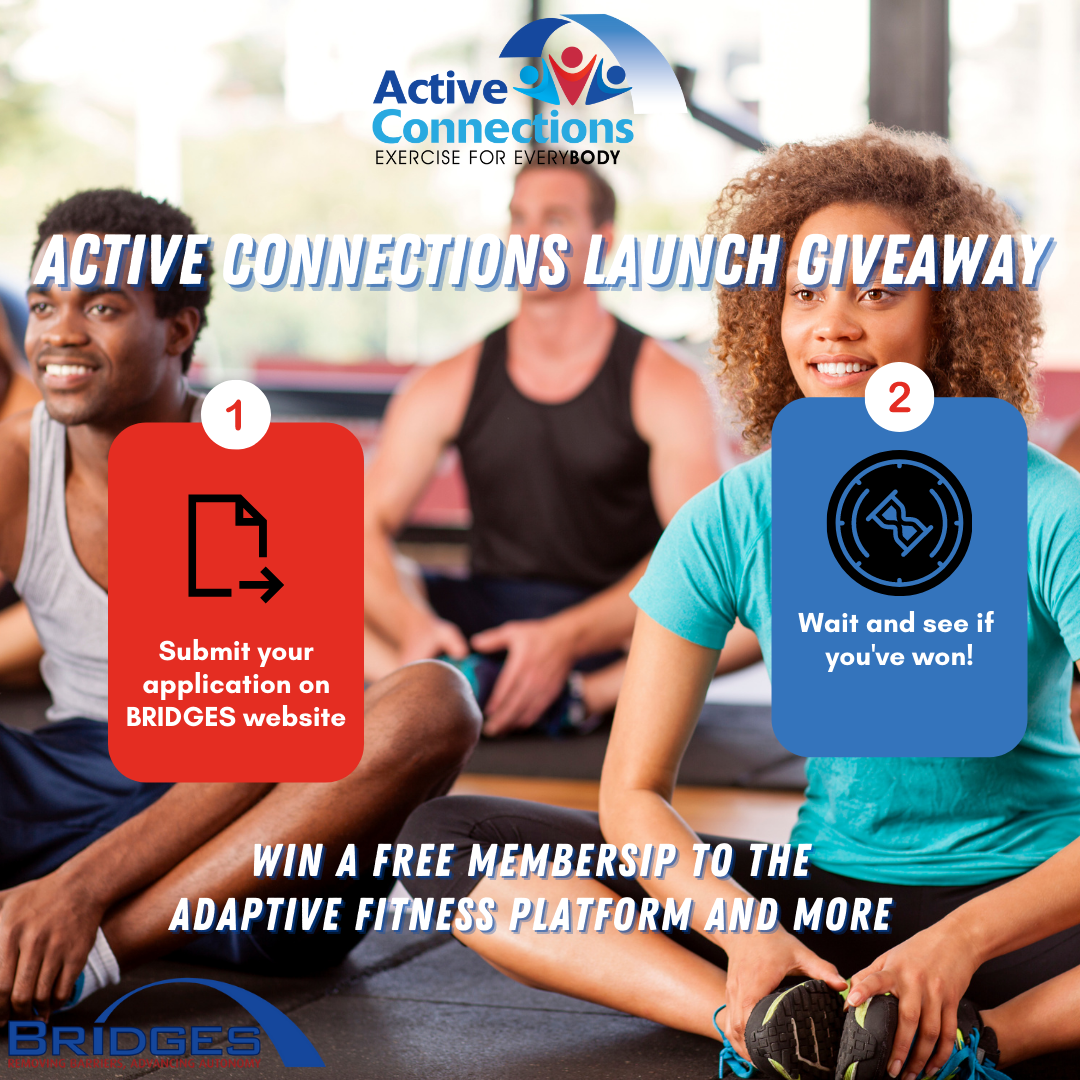 Active
Connections
EXERCISE FOR EVERYBODY
ACTIVE CONNECTIONS LAUNCH GIVEAWAY
1
Submit your
application on
BRIDGES website
2
Wait and see if
you've won!
WIN A FREE MEMBERSIP TO THE
ADAPTIVE FITNESS PLATFORM AND MORE
BRIDGES